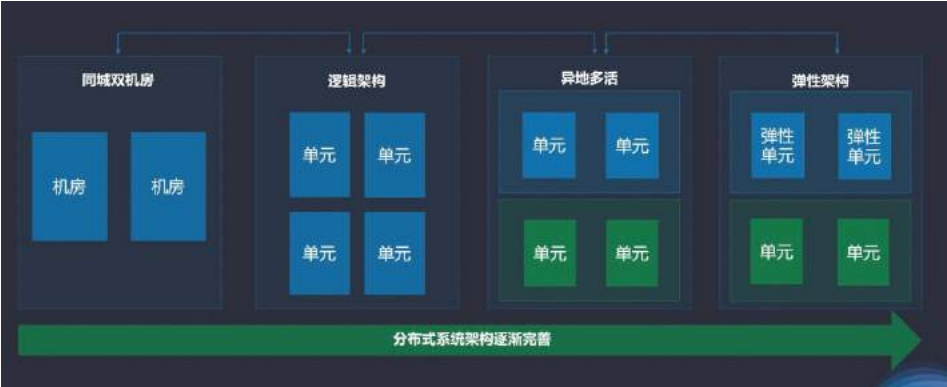 同城双机房
机房
机房
逻辑架构
单元
单元
单元
单元
异地多活
单元
单元
单元
单元
弹性架构
弹性
单元
弹性
单元
单元
单元
分布式系统架构逐渐完善